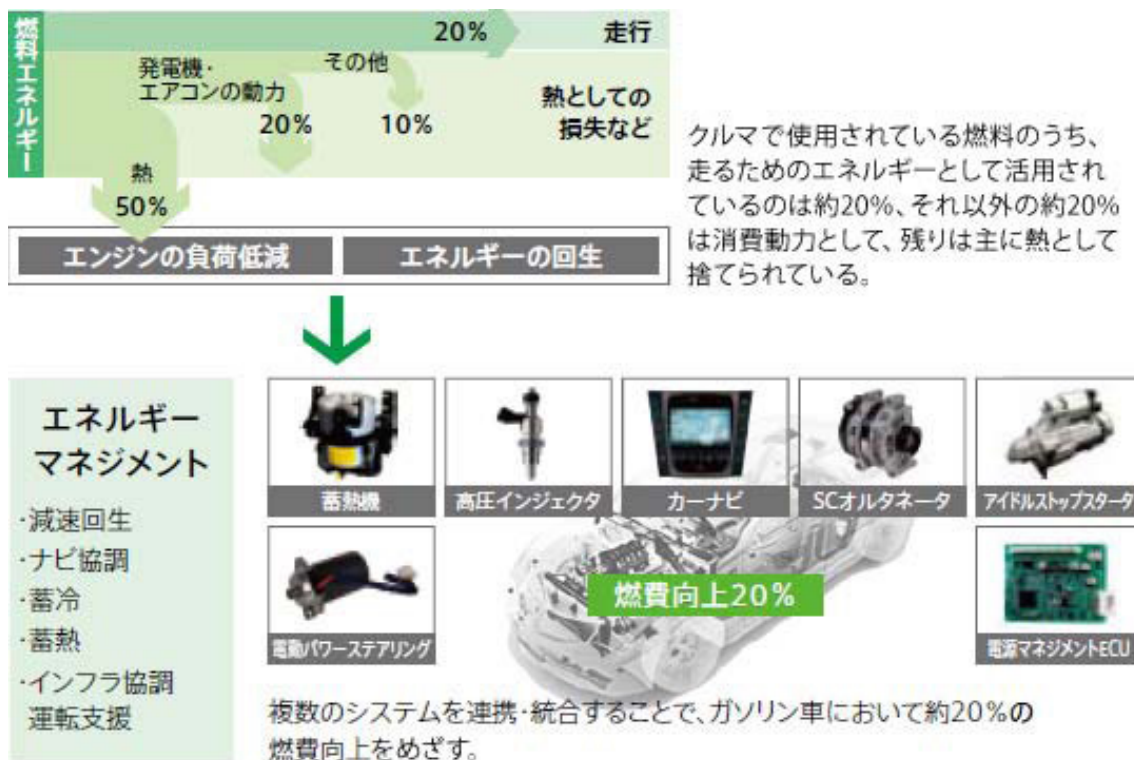 燃料エネルギー
20%
走行
発電機・
エアコンの動力
20%
その他
10%
熱としての
損失など
熱
50%
クルマで使用されている燃料のうち、
走るためのエネルギーとして活用され
ているのは約20%、それ以外の約20%
は消費動力として、残りは主に熱として
捨てられている。
エンジンの負荷低減
エネルギーの回生
エネルギー
マネジメント
・減速回生
・ナビ協調
・蓄冷
・蓄熱
・インフラ協調
運転支援
蓄熱機
高圧インジェクタ
カーナビ
SCオルタネータ
アイドルストップスタータ
電動パワーステアリング
燃費向上20%
電源マネジメントECU
複数のシステムを連携・統合することで、ガソリン車において約20%の
燃費向上をめざす。